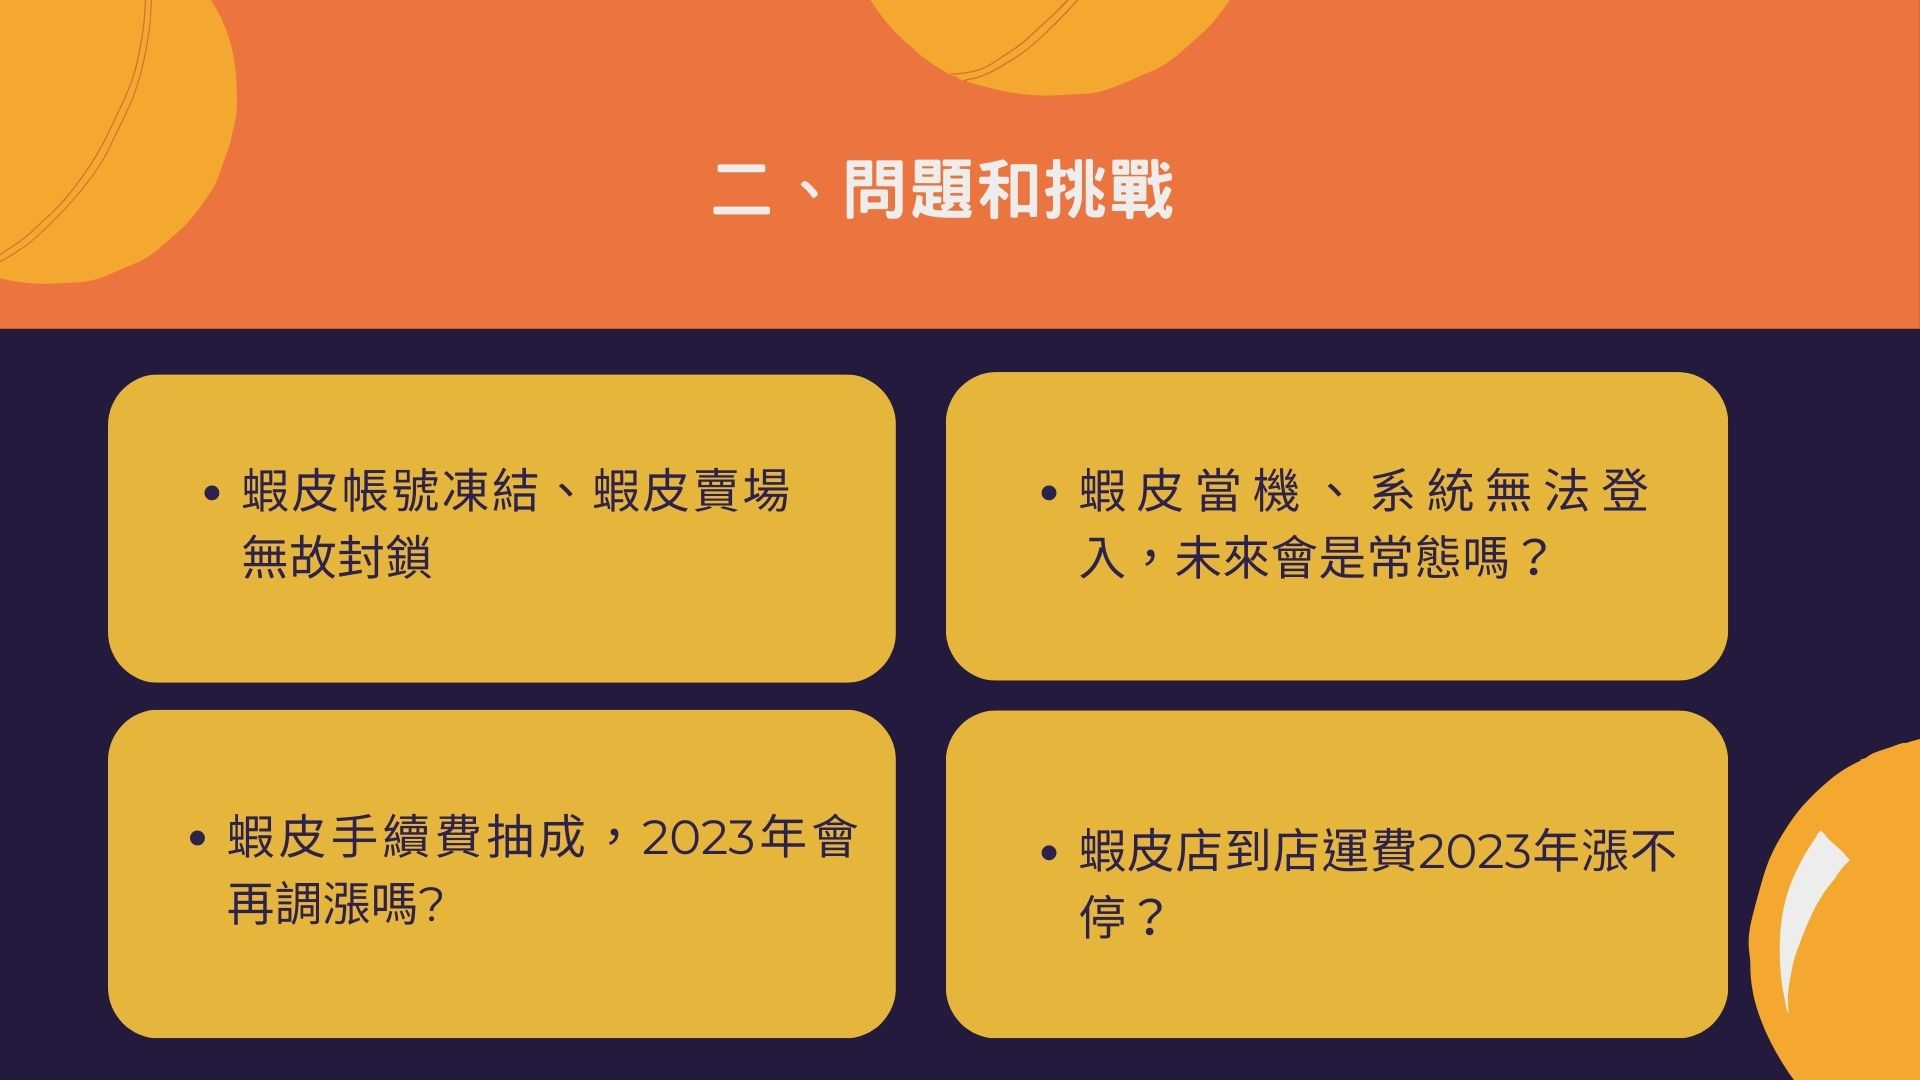 二、問題和挑戰
• 蝦皮帳號凍結、蝦皮賣場
無故封鎖
• 蝦皮當機、系統無法登
入，未來會是常態嗎？
• 蝦皮手續費抽成，2023年會
再調漲嗎?
• 蝦皮店到店運費2023年漲不
停？